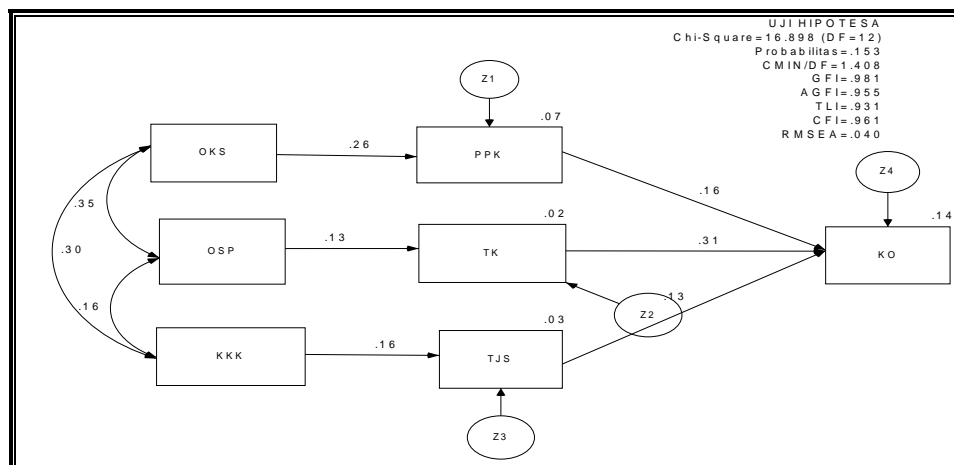 UJI HIPOTESA
Chi-Square=16.898 (DF=12)
Probabilitas=.153
CMIN/DF=1.408
GFI=.981
AGFI=.955
TLI=.931
CFI=.961
RMSEA=.040
Z1
.07
OKS
.26
PPK
Z4
.35
.16
.02
.14
.30
OSP
.13
TK
.31
KO
.16
.13
.03
Z2
KKK
.16
TJS
Z3